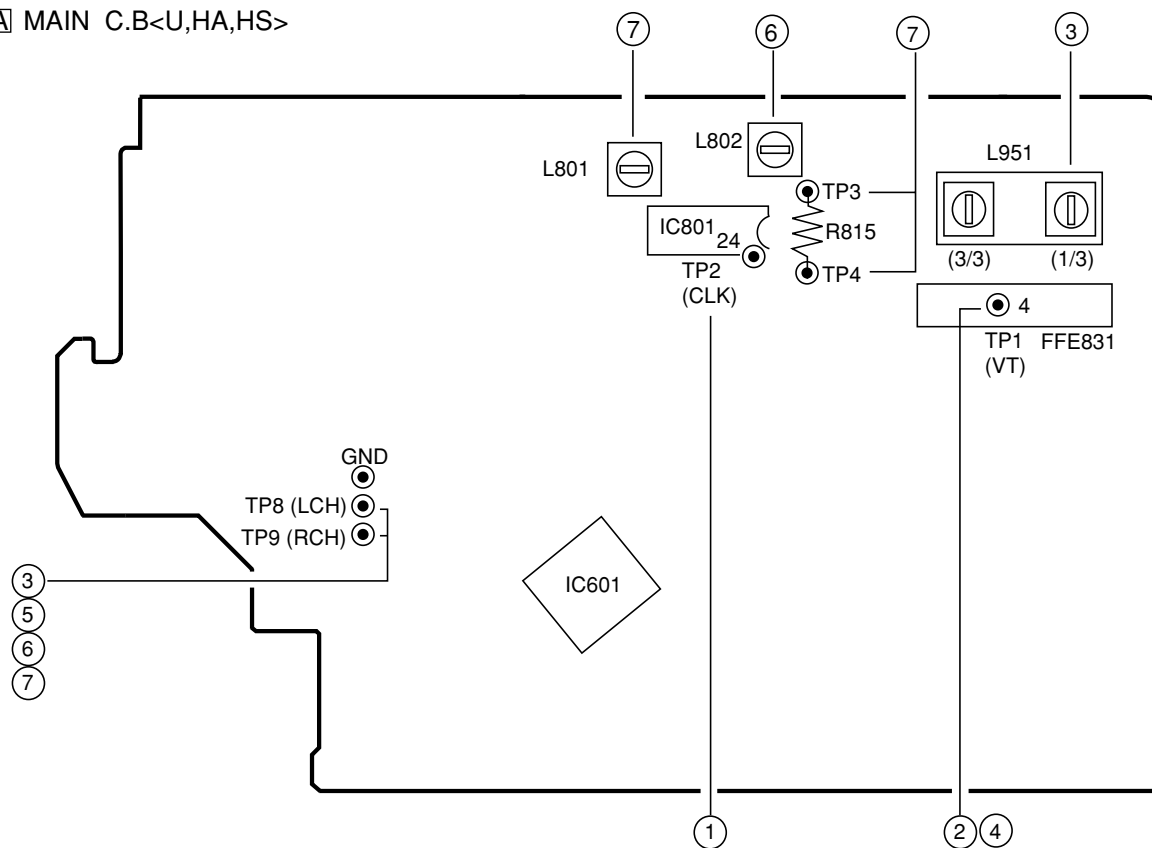 A MAIN C.B<U,HA,HS>
7
6
7
3
L801
L802
L951
TP3
R815
TP4
IC801
24
TP2
(CLK)
(3/3)
(1/3)
4
TP1
(VT)
FFE831
GND
TP8 (LCH)
TP9 (RCH)
IC601
3
5
6
7
1
2
4